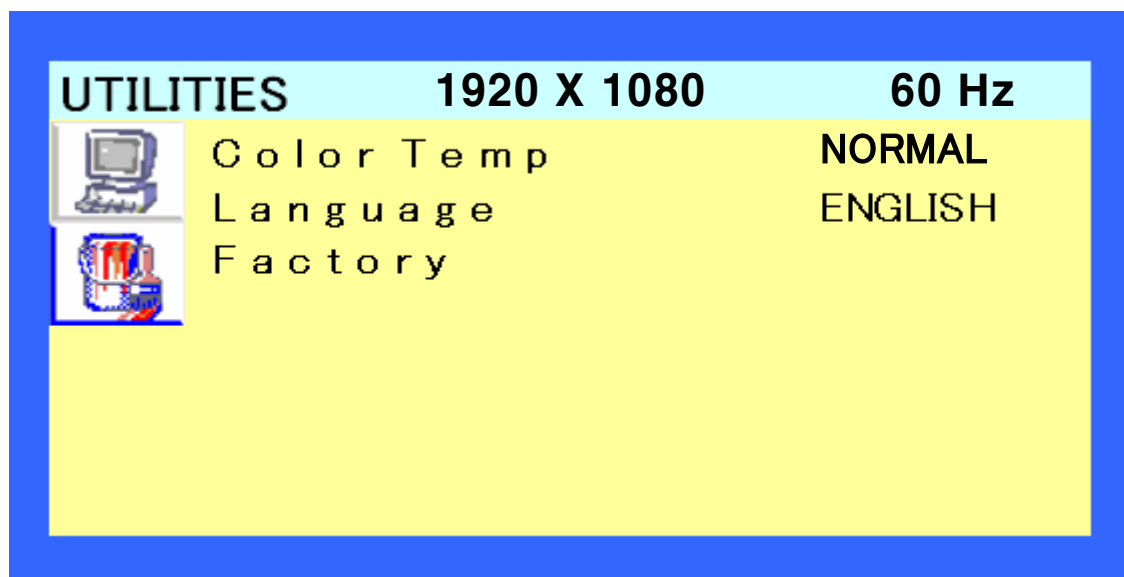 UTILITIES 1920 X 1080 60 Hz
Color Temp NORMAL
Language ENGLISH
Factory